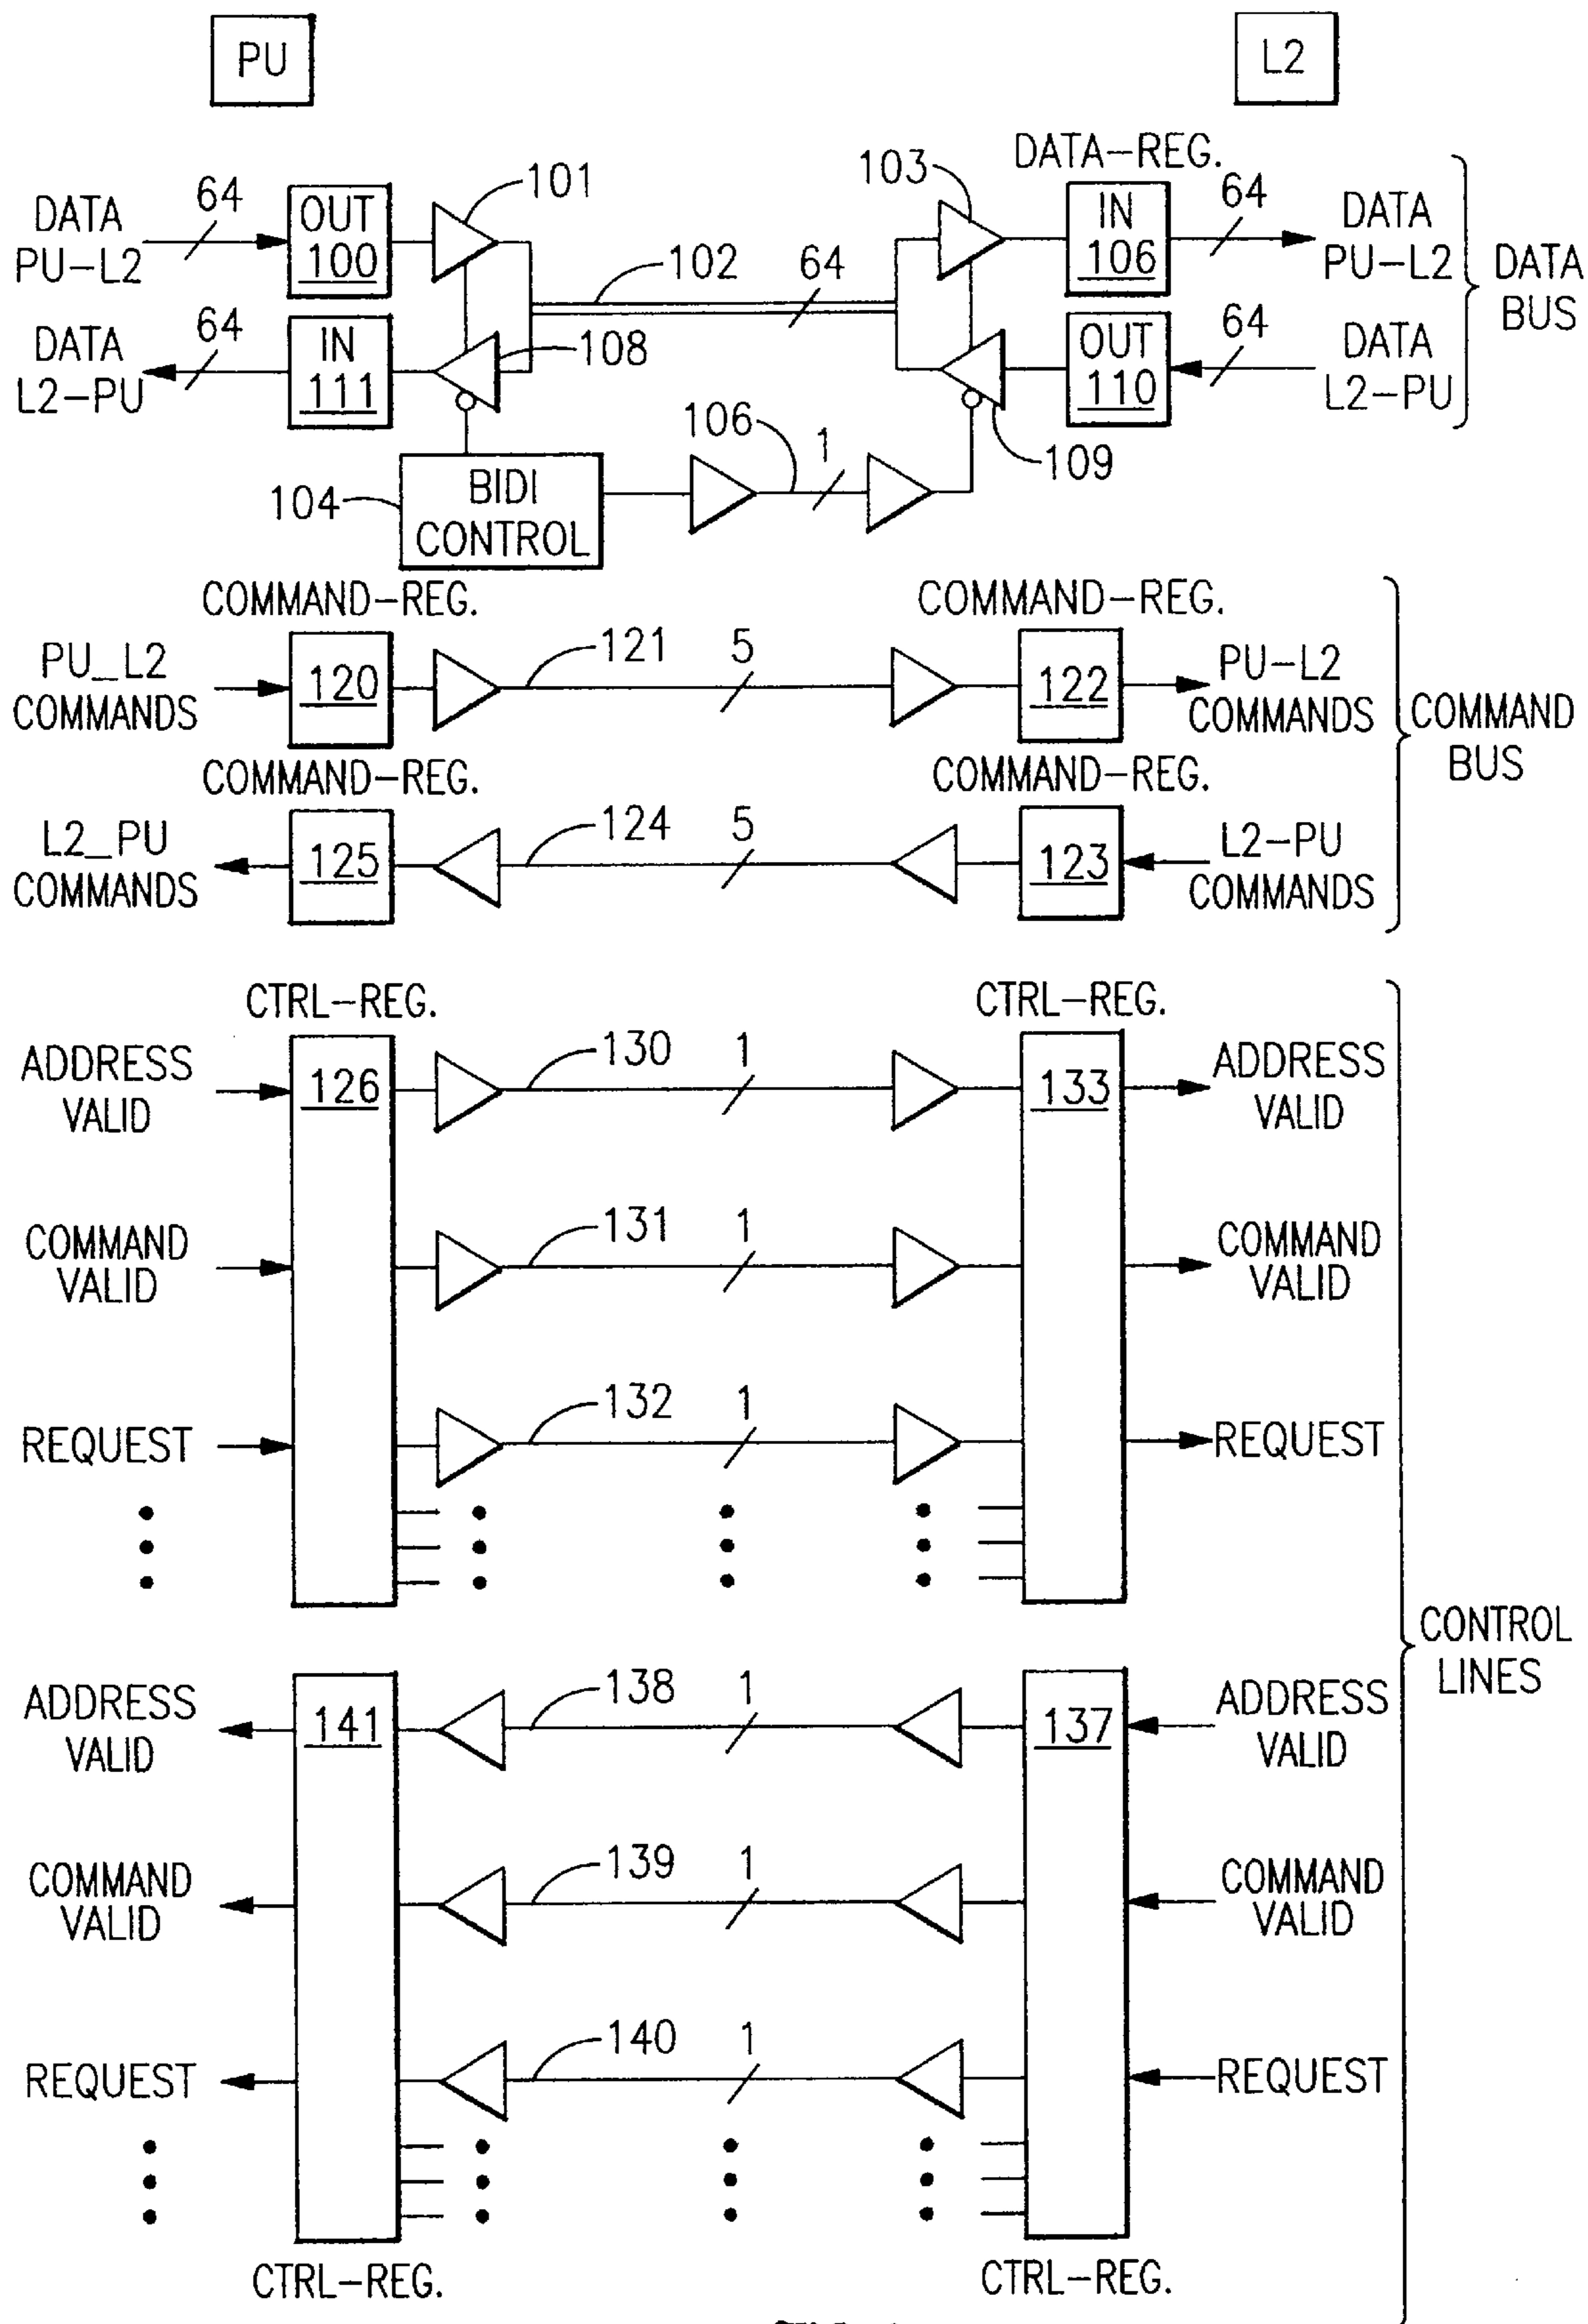 PU
L2
DATA-REG.
DATA
PU-L2
64
OUT
100
101
103
IN
106
64
DATA
PU-L2
102
64
DATA
L2-PU
64
IN
111
108
OUT
110
64
DATA
L2-PU
DATA
BUS
109
104
BIDI
CONTROL
106
1
COMMAND-REG.
COMMAND-REG.
PU_L2
COMMANDS
120
121
5
122
PU-L2
COMMANDS
COMMAND-REG.
COMMAND-REG.
L2_PU
COMMANDS
125
124
5
123
L2-PU
COMMANDS
COMMAND
BUS
CTRL-REG.
CTRL-REG.
ADDRESS
VALID
126
130
1
133
ADDRESS
VALID
COMMAND
VALID
131
1
COMMAND
VALID
REQUEST
132
1
REQUEST
CONTROL
LINES
ADDRESS
VALID
141
138
1
137
ADDRESS
VALID
COMMAND
VALID
139
1
COMMAND
VALID
REQUEST
140
1
REQUEST
CTRL-REG.
CTRL-REG.